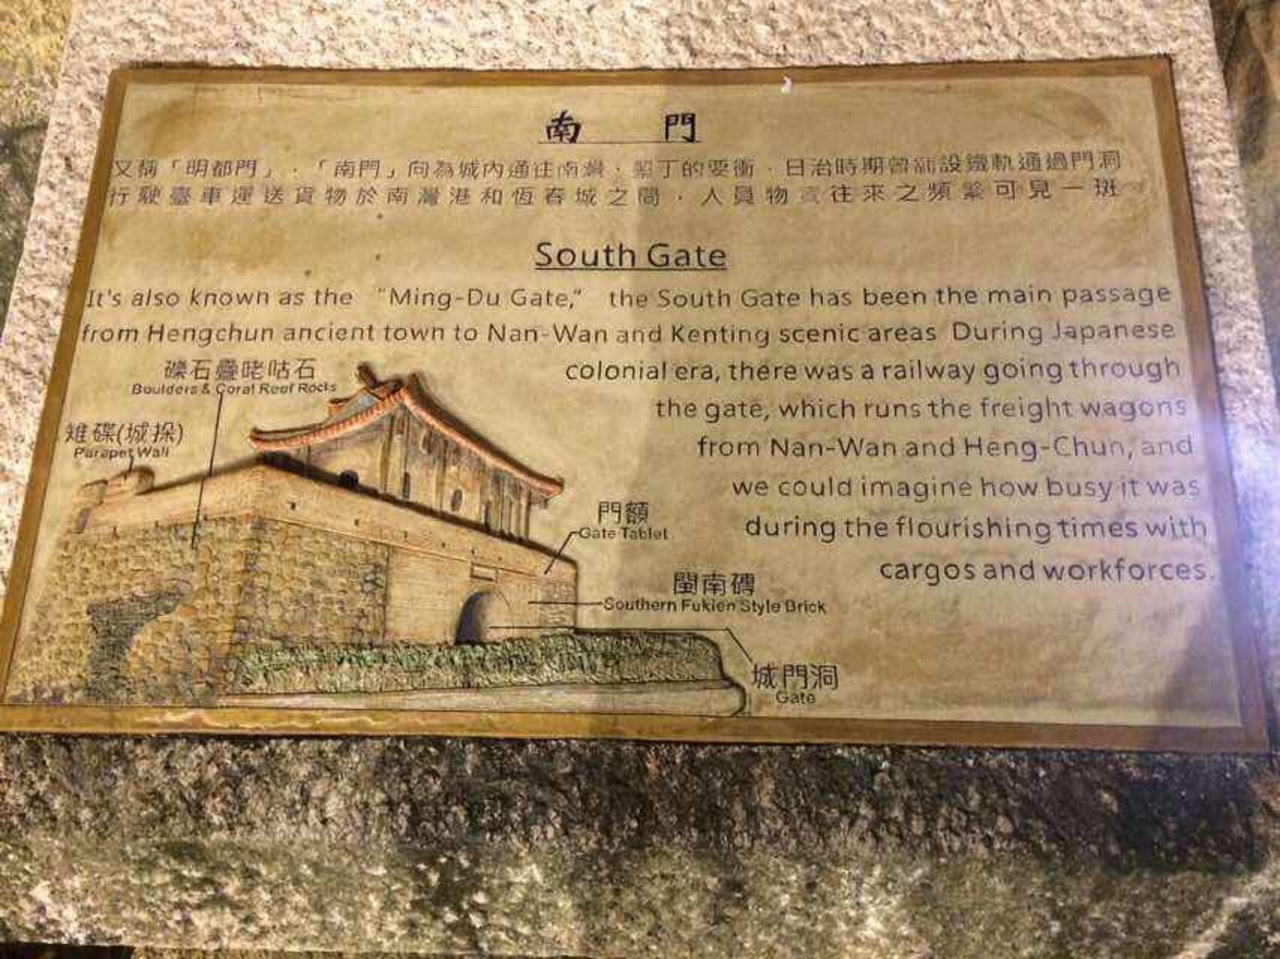 南 門
又稱「明都門」，「南門」向為城內通往南灣、墾丁的要衝，日治時期曾鋪設鐵軌通過門洞
行駛臺車運送貨物於南灣港和恆春城之間，人員物 往來之頻繁可見一斑
South Gate
It's also known as the “Ming-Du Gate,” the South Gate has been the main passage
from Hengchun ancient town to Nan-Wan and Kenting scenic areas During Japanese
colonial era, there was a railway going through
the gate, which runs the freight wagons
from Nan-Wan and Heng-Chun, and
we could imagine how busy it was
during the flourishing times with
cargos and workforces.
礫石疊咾咕石
Boulders & Coral Reef Rocks
雉碟(城採)
Parapet Wall
門額
Gate Tablet
閩南磚
Southern Fukien Style Brick
城門洞
Gate